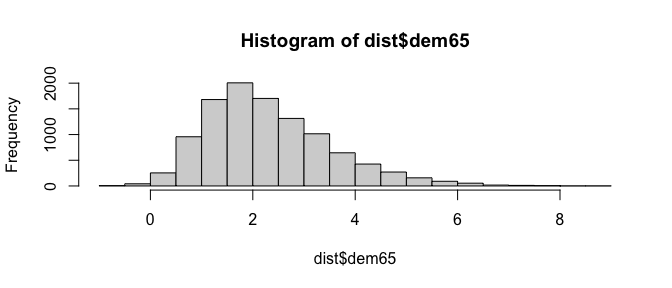 Histogram of dist$dem65
Frequency
2000
1000
0
0 2 4 6 8
dist$dem65